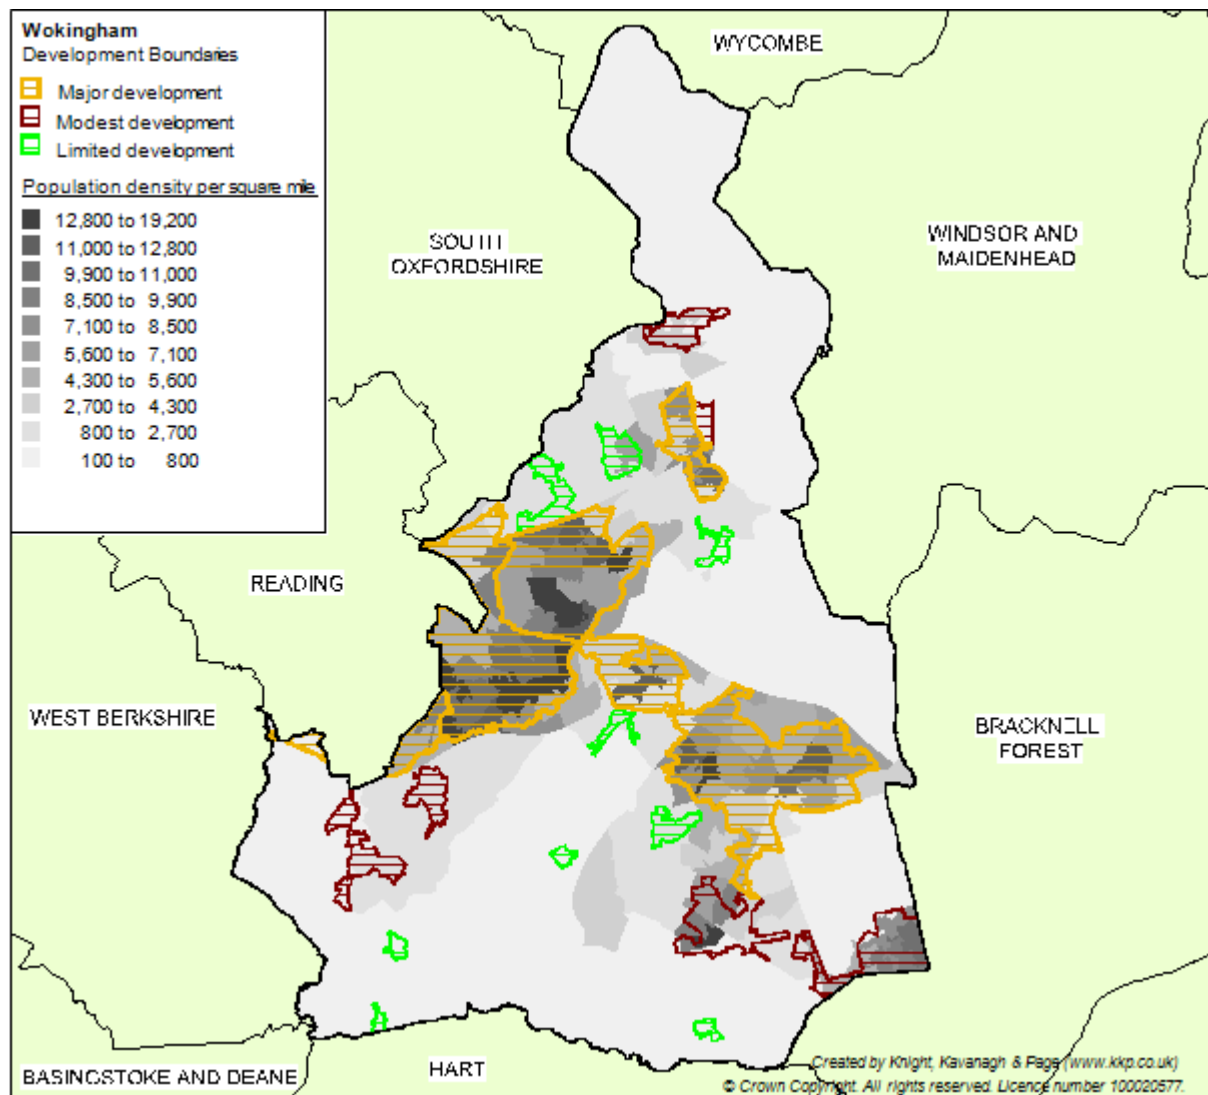 Wokingham
Development Boundaries
Major development
Modest development
Limited development
Population density per square mile
12,800 to 19,200
11,000 to 12,800
9,900 to 11,000
8,500 to 9,900
7,100 to 8,500
5,600 to 7,100
4,300 to 5,600
2,700 to 4,300
800 to 2,700
100 to 800
WYCOMBE
SOUTH
OXFORDSHIRE
WINDSOR AND
MAIDENHEAD
READING
WEST BERKSHIRE
BRACKNELL
FOREST
HART
BASINGSTOKE AND DEANE
Created by Knight, Kavanagh & Page (www.kkp.co.uk)
© Crown Copyright. All rights reserved. Licence number 100020577.